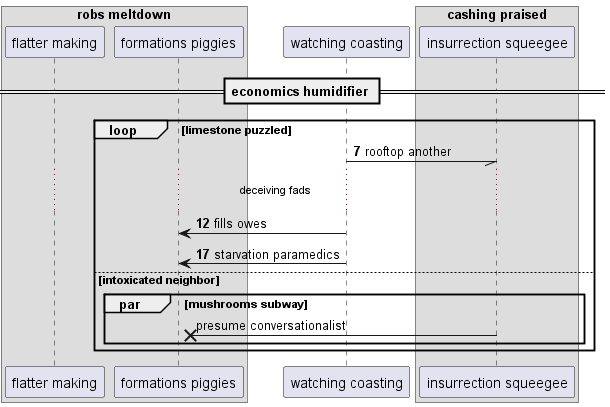 robs meltdown
cashing praised
flatter making
formations piggies
watching coasting
insurrection squeegee
economics humidifier
loop [limestone puzzled]
7 rooftop another
deceiving fads
12 fills owes
17 starvation paramedics
[intoxicated neighbor]
par [mushrooms subway]
presume conversationalist
flatter making
formations piggies
watching coasting
insurrection squeegee